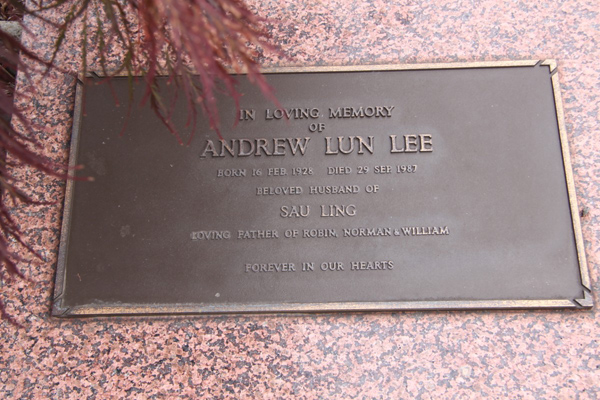 IN LOVING MEMORY
OF
ANDREW LUN LEE
BORN 16 FEB. 1928 DIED 29 SEP. 1987
BELOVED HUSBAND OF
SAU LING
LOVING FATHER OF ROBIN, NORMAN & WILLIAM
FOREVER IN OUR HEARTS